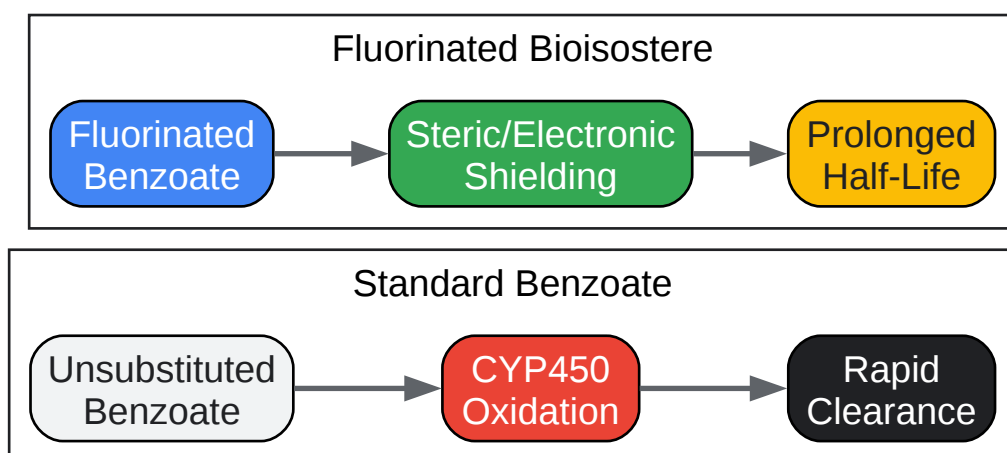 Fluorinated Bioisostere
Fluorinated
Benzoate
Steric/Electronic
Shielding
Prolonged
Half-Life
Standard Benzoate
Unsubstituted
Benzoate
CYP450
Oxidation
Rapid
Clearance